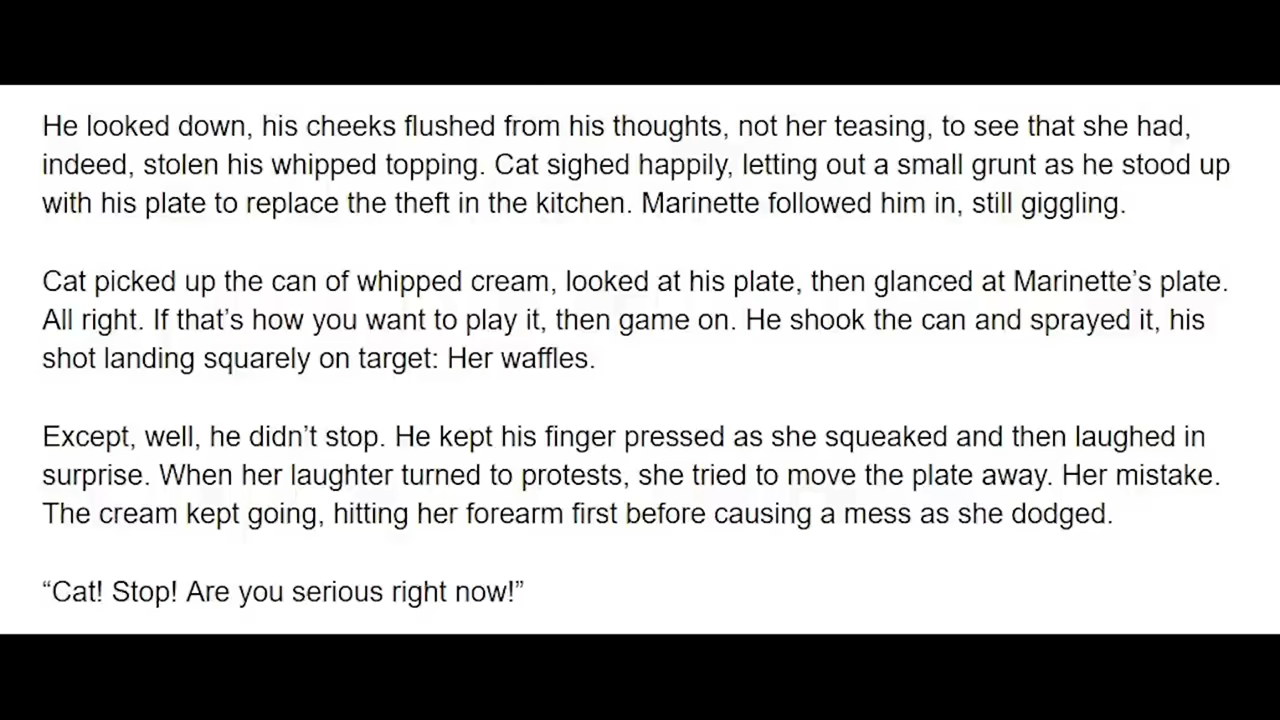 He looked down, his cheeks flushed from his thoughts, not her teasing, to see that she had,
indeed, stolen his whipped topping. Cat sighed happily, letting out a small grunt as he stood up
with his plate to replace the theft in the kitchen. Marinette followed him in, still giggling.
Cat picked up the can of whipped cream, looked at his plate, then glanced at Marinette’s plate.
All right. If that’s how you want to play it, then game on. He shook the can and sprayed it, his
shot landing squarely on target: Her waffles.
Except, well, he didn’t stop. He kept his finger pressed as she squeaked and then laughed in
surprise. When her laughter turned to protests, she tried to move the plate away. Her mistake.
The cream kept going, hitting her forearm first before causing a mess as she dodged.
“Cat! Stop! Are you serious right now!”